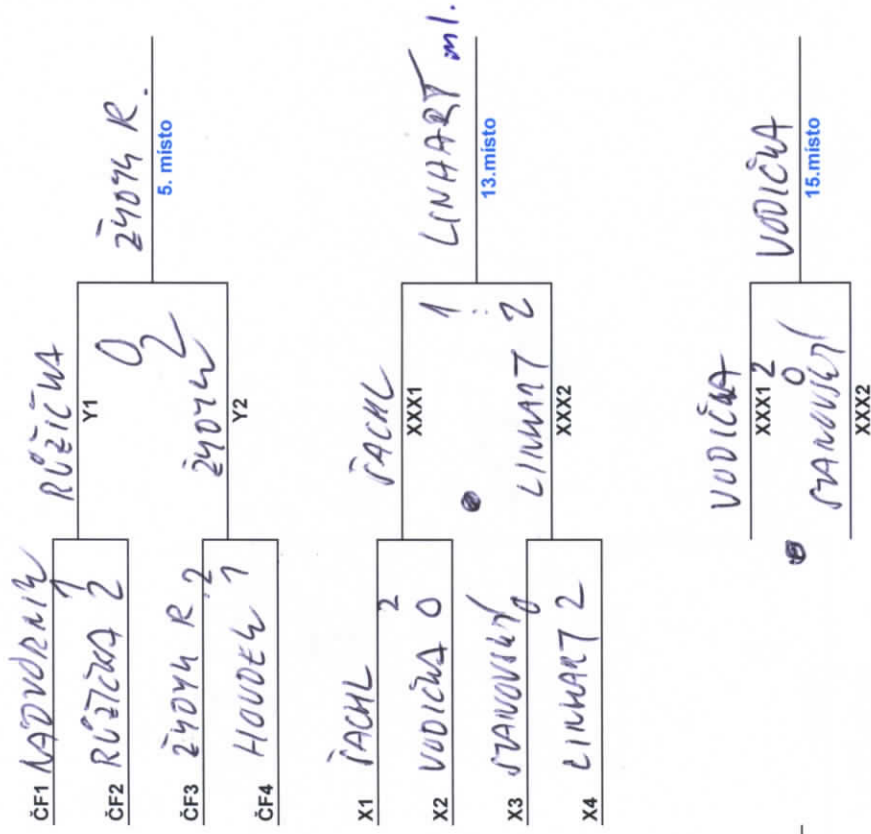 ČF1 NÁDVORNÍK 1
ČF2 RŮŽIČKA 2
RŮŽIČKA 0
Y1
ČF3 ŽYDYK R 2
ČF4 HOUDEK 1
ŽYDYK 2
Y2
ŽYDYK R.
5. místo
X1 ŠACHL 2
X2 VODIČKA 0
ŠACHL 1
XXX1
:
X3 STANOVSKÝ 0
X4 LINHART 2
LINHART 2
XXX2
LINHART ml.
13.místo
VODIČKA
XXX1 2
0
STANOVSKÝ
XXX2
VODIČKA
15.místo